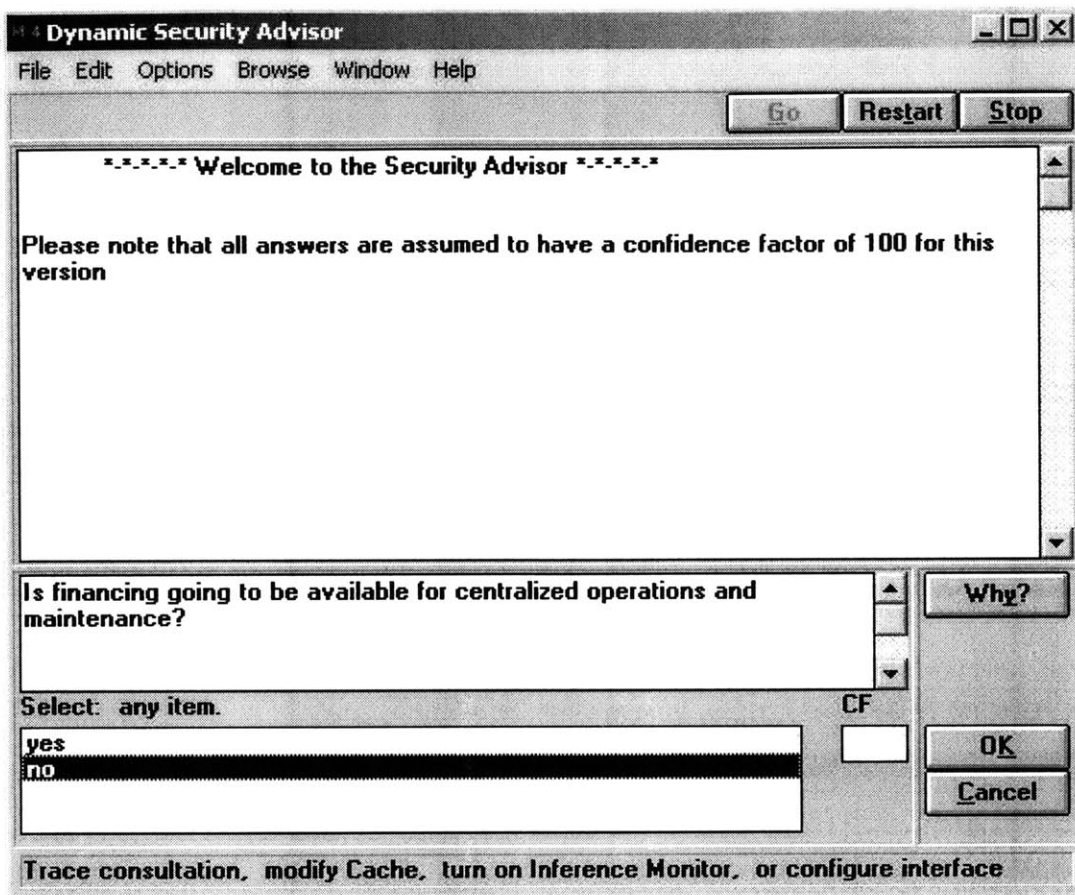 M 4 Dynamic Security Advisor
File Edit Options Browse Window Help
Go Restart Stop
*-*-*-*-* Welcome to the Security Advisor *-*-*-*-*
Please note that all answers are assumed to have a confidence factor of 100 for this
version
Is financing going to be available for centralized operations and
maintenance?
Why?
Select: any item.
CF
yes
no
OK
Cancel
Trace consultation, modify Cache, turn on Inference Monitor, or configure interface